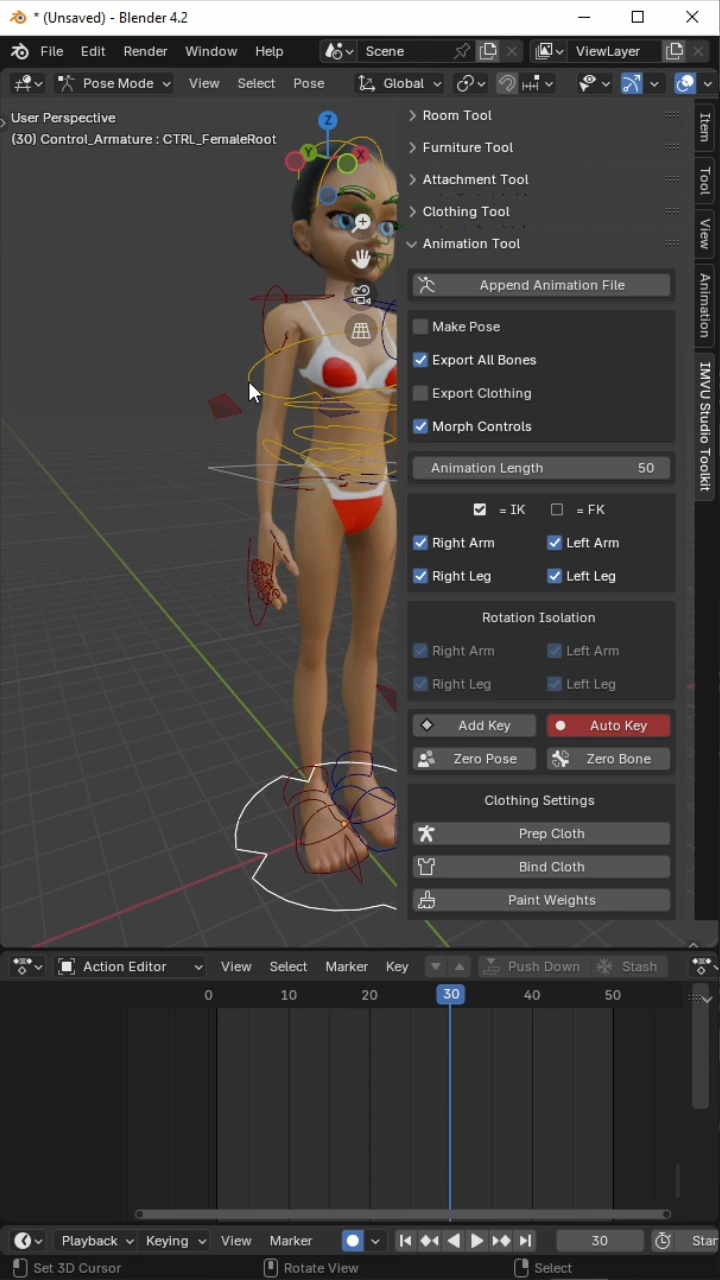 * (Unsaved) - Blender 4.2
File Edit Render Window Help Scene ViewLayer
Pose Mode View Select Pose Global
User Perspective
(30) Control_Armature : CTRL_FemaleRoot
Z
Y X
Room Tool
Furniture Tool
Attachment Tool
Clothing Tool
Animation Tool
Append Animation File
Make Pose
Export All Bones
Export Clothing
Morph Controls
Animation Length 50
= IK = FK
Right Arm Left Arm
Right Leg Left Leg
Rotation Isolation
Right Arm Left Arm
Right Leg Left Leg
Add Key Auto Key
Zero Pose Zero Bone
Clothing Settings
Prep Cloth
Bind Cloth
Paint Weights
Item
Tool
View
Animation
IMVU Studio Toolkit
Action Editor View Select Marker Key Push Down Stash
0 10 20 30 40 50
Playback Keying View Marker 30 Star
Set 3D Cursor Rotate View Select